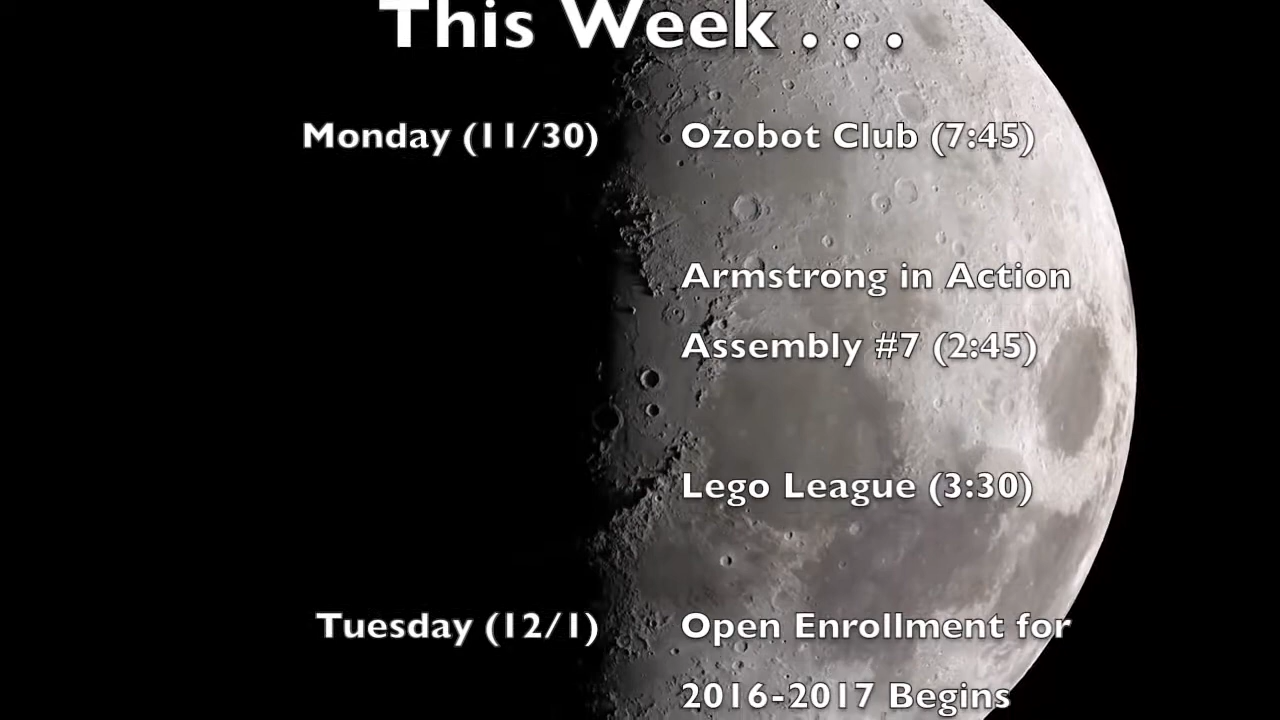 This Week . . .
Monday (11/30) Ozobot Club (7:45)
Armstrong in Action
Assembly #7 (2:45)
Lego League (3:30)
Tuesday (12/1) Open Enrollment for
2016-2017 Begins